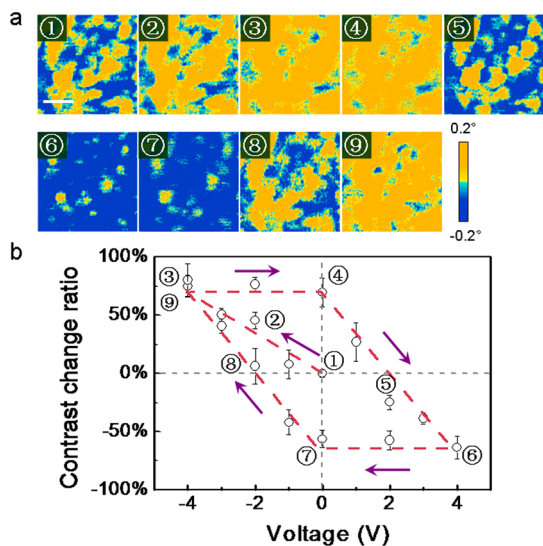 a
① ② ③ ④ ⑤
⑥ ⑦ ⑧ ⑨
0.2°
-0.2°
b
100%
50%
0%
-50%
-100%
Contrast change ratio
③ ④
⑨
②
①
⑧ ⑤
⑦ ⑥
-4 -2 0 2 4
Voltage (V)